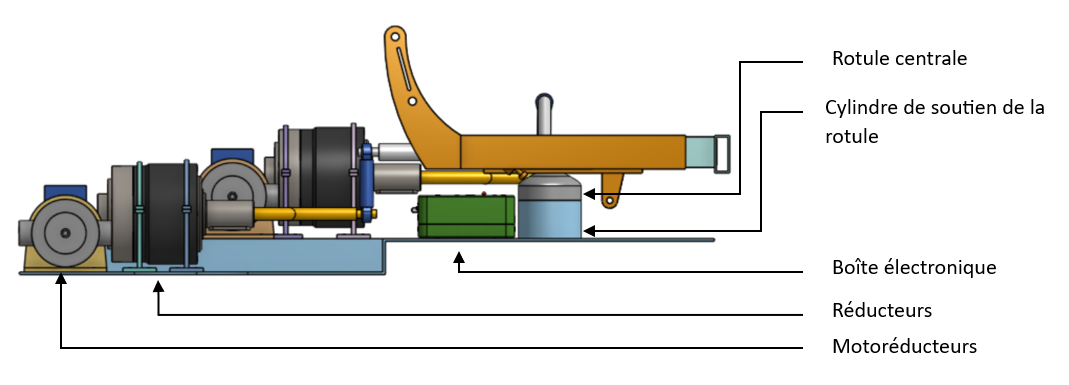 Rotule centrale
Cylindre de soutien de la
rotule
Boîte électronique
Réducteurs
Motoréducteurs